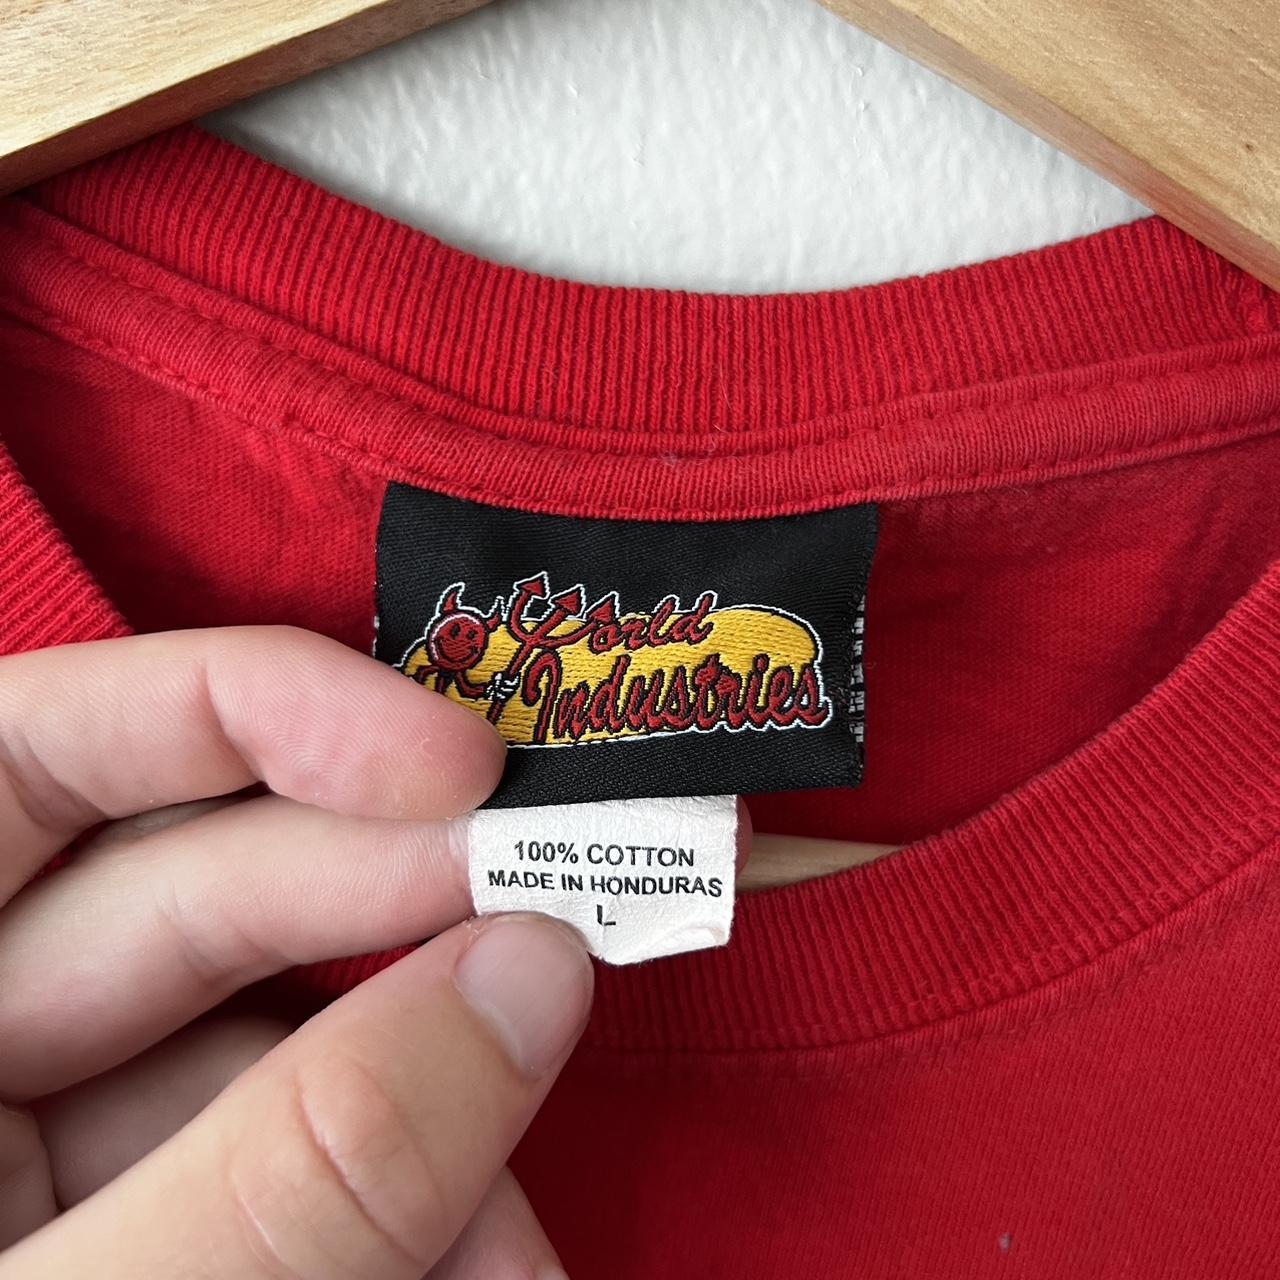 World
Industries
100% COTTON
MADE IN HONDURAS
L